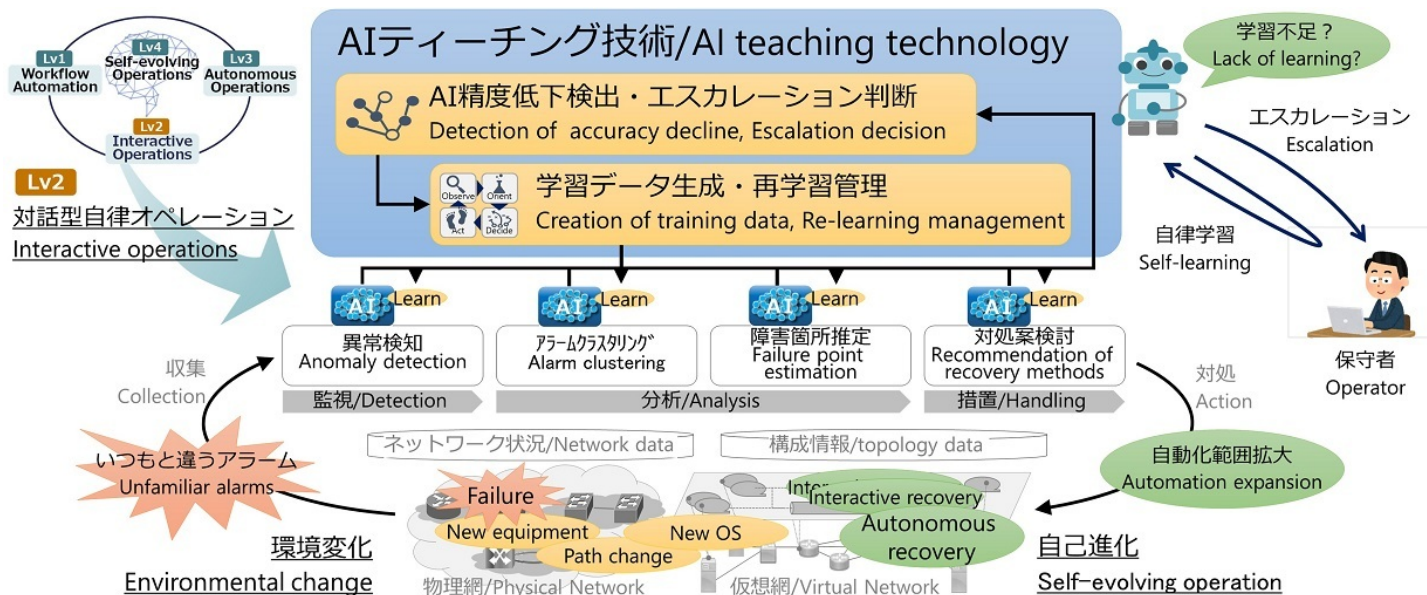 Lv1
Workflow
Automation
Lv4
Self-evolving
Operations
Lv3
Autonomous
Operations
Lv2
Interactive
Operations
Lv2
対話型自律オペレーション
Interactive operations
AIティーチング技術/AI teaching technology
AI精度低下検出・エスカレーション判断
Detection of accuracy decline, Escalation decision
Observe
Orient
Act
Decide
学習データ生成・再学習管理
Creation of training data, Re-learning management
学習不足？
Lack of learning?
エスカレーション
Escalation
自律学習
Self-learning
保守者
Operator
AI
Learn
AI
Learn
AI
Learn
AI
Learn
異常検知
Anomaly detection
ｱﾗｰﾑｸﾗｽﾀﾘﾝｸﾞ
Alarm clustering
障害箇所推定
Failure point
estimation
対処案検討
Recommendation of
recovery methods
監視/Detection
分析/Analysis
措置/Handling
収集
Collection
対処
Action
ネットワーク状況/Network data
構成情報/topology data
いつもと違うアラーム
Unfamiliar alarms
自動化範囲拡大
Automation expansion
Failure
New equipment
Path change
New OS
Interactive recovery
Autonomous
recovery
環境変化
Environmental change
物理網/Physical Network
仮想網/Virtual Network
自己進化
Self-evolving operation